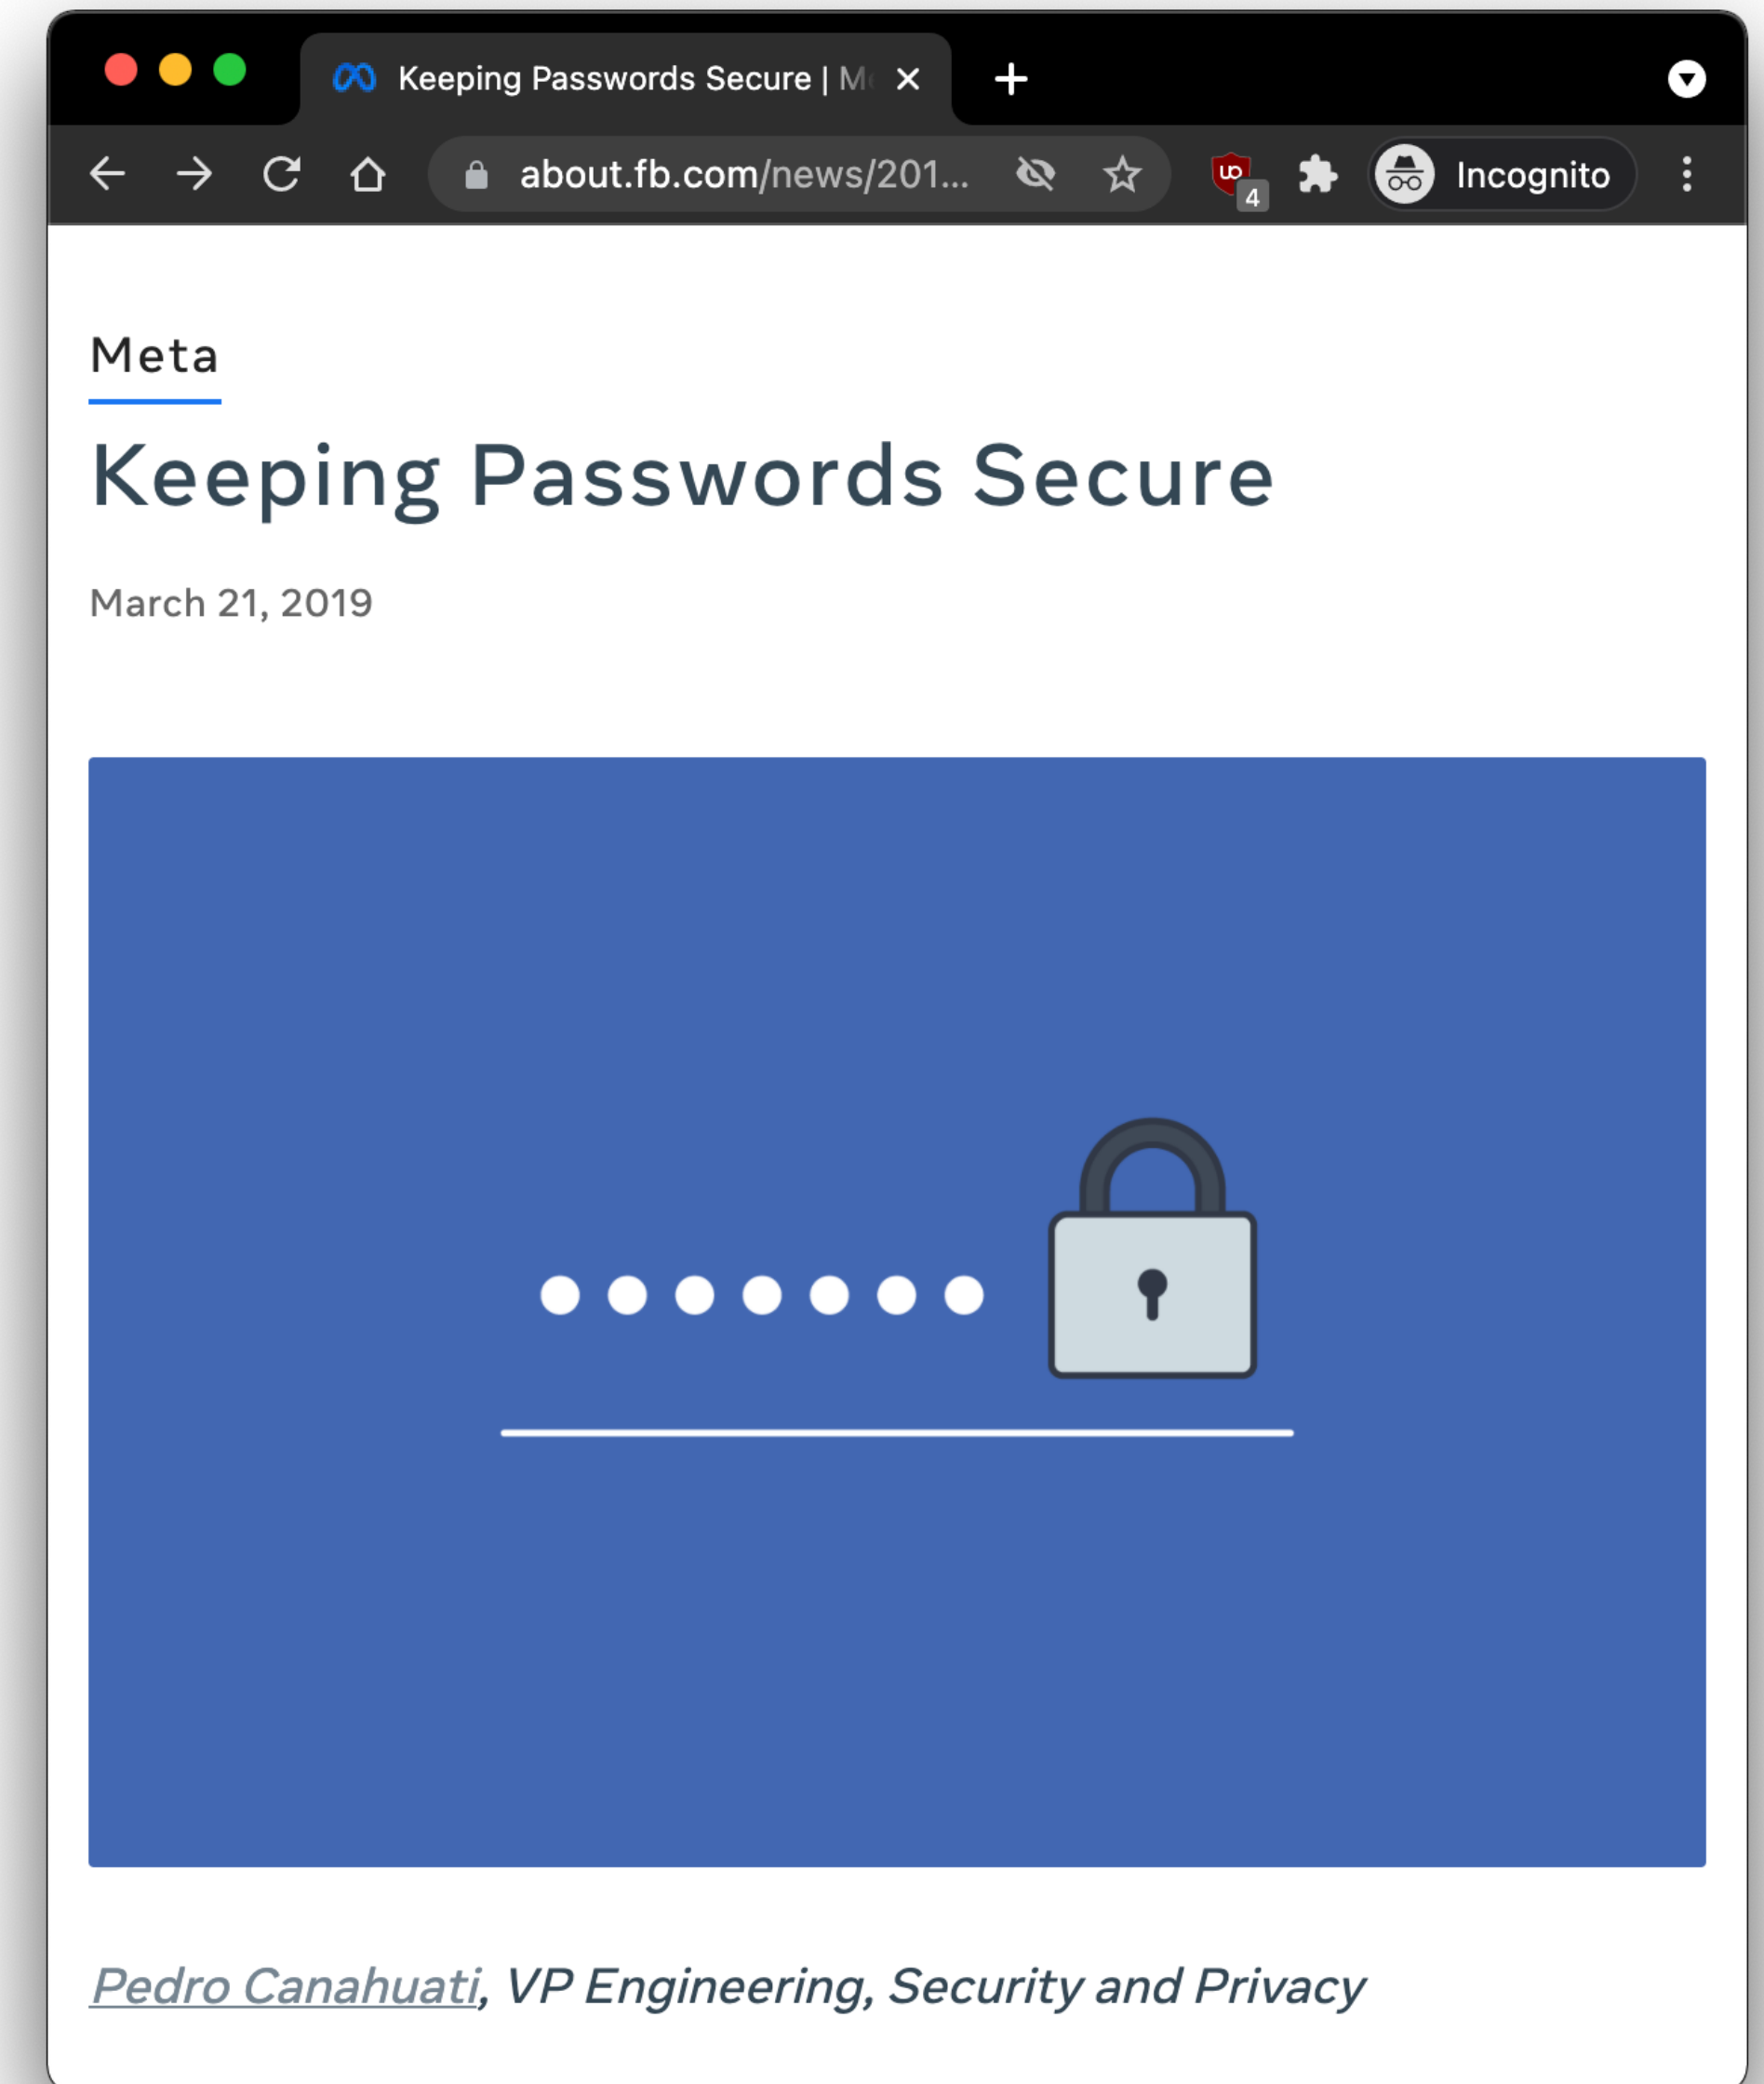 Keeping Passwords Secure | M
about.fb.com/news/201...
4
Incognito
Meta
Keeping Passwords Secure
March 21, 2019
Pedro Canahuati, VP Engineering, Security and Privacy